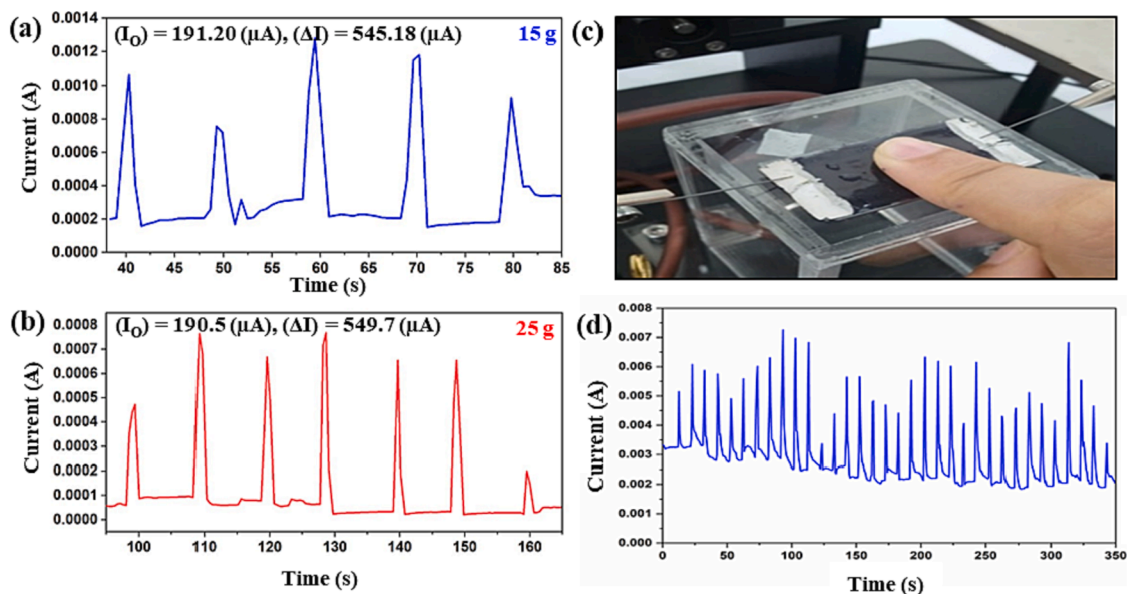 (a)
(I_O) = 191.20 (μA), (ΔI) = 545.18 (μA)
15 g
0.0014
0.0012
0.0010
0.0008
0.0006
0.0004
0.0002
0.0000
Current (A)
40 45 50 55 60 65 70 75 80 85
Time (s)
(b)
(I_O) = 190.5 (μA), (ΔI) = 549.7 (μA)
25 g
0.0008
0.0007
0.0006
0.0005
0.0004
0.0003
0.0002
0.0001
0.0000
Current (A)
100 110 120 130 140 150 160
Time (s)
(c)
(d)
0.008
0.007
0.006
0.005
0.004
0.003
0.002
0.001
0.000
Current (A)
0 50 100 150 200 250 300 350
Time (s)